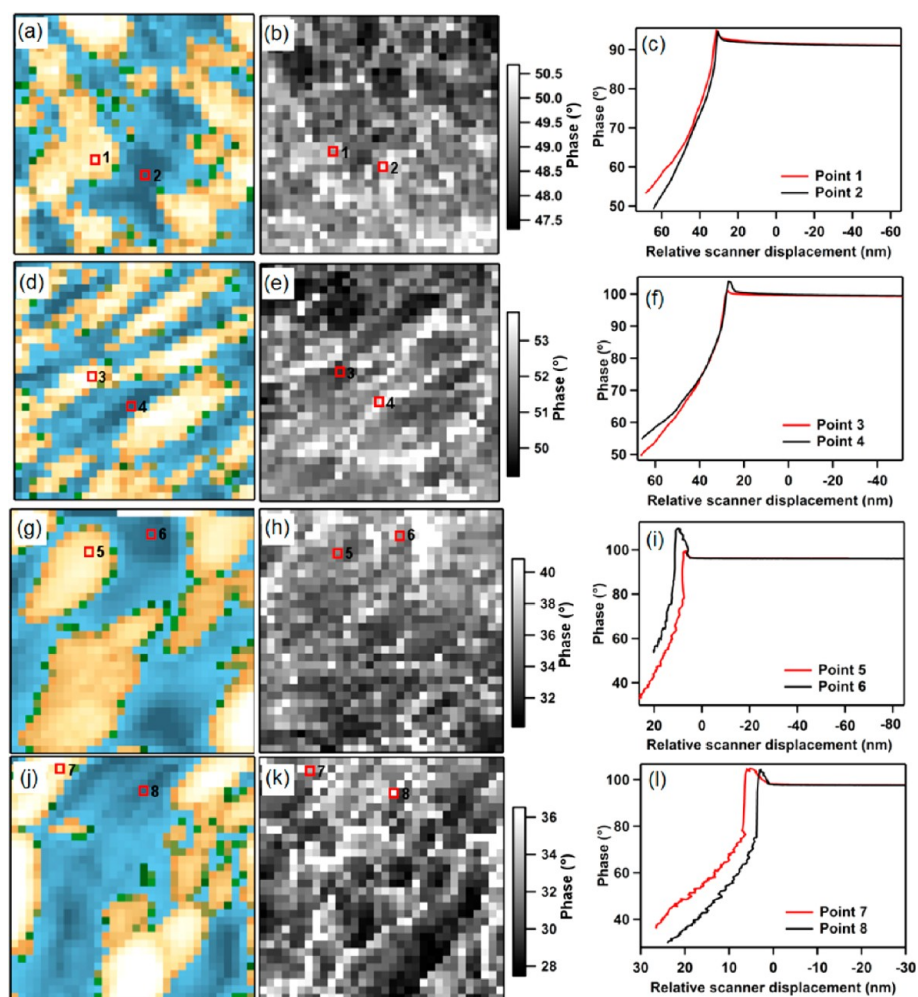 (a)
1
2
(b)
1
2
50.5
50.0
49.5
49.0
48.5
48.0
47.5
Phase (°)
(c)
90
80
70
60
50
Phase (°)
Point 1
Point 2
60 40 20 0 -20 -40 -60
Relative scanner displacement (nm)
(d)
3
4
(e)
3
4
53
52
51
50
Phase (°)
(f)
100
90
80
70
60
50
Phase (°)
Point 3
Point 4
60 40 20 0 -20 -40
Relative scanner displacement (nm)
(g)
5
6
(h)
5
6
40
38
36
34
32
Phase (°)
(i)
100
80
60
40
Phase (°)
Point 5
Point 6
20 0 -20 -40 -60 -80
Relative scanner displacement (nm)
(j)
7
8
(k)
7
8
36
34
32
30
28
Phase (°)
(l)
100
80
60
40
Phase (°)
Point 7
Point 8
30 20 10 0 -10 -20 -30
Relative scanner displacement (nm)